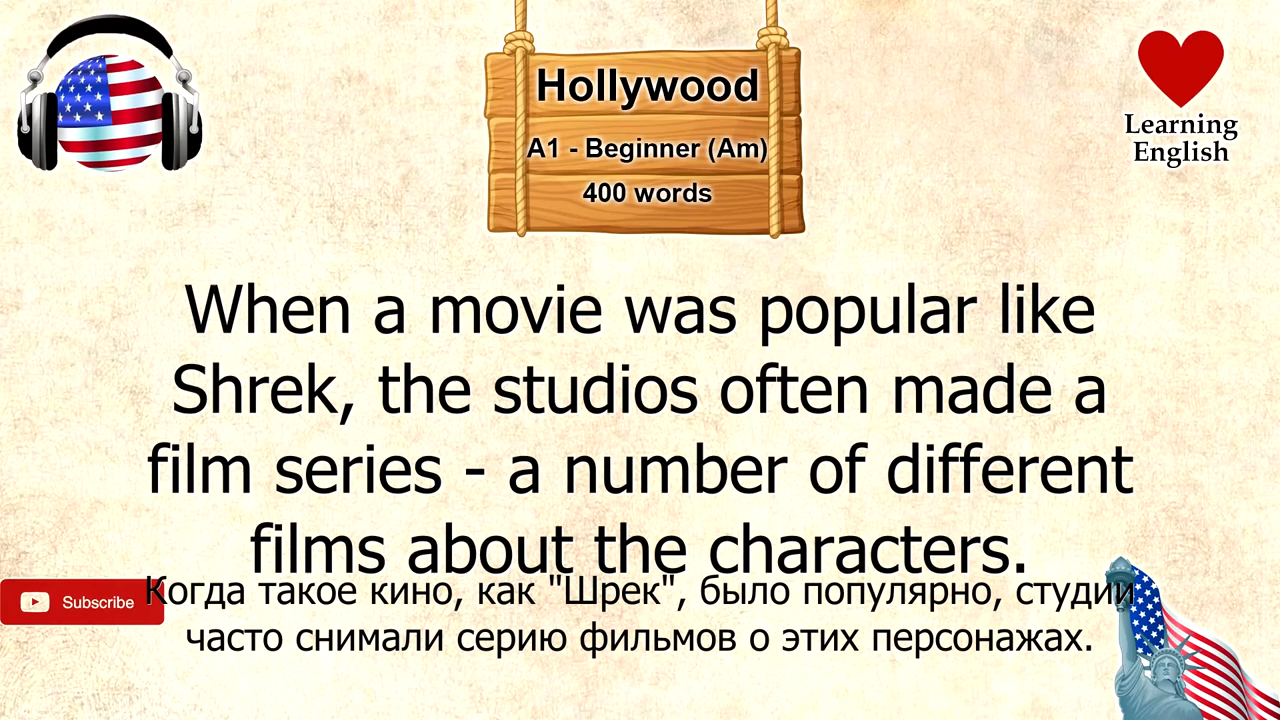 Hollywood
A1 - Beginner (Am)
400 words
Learning
English
When a movie was popular like
Shrek, the studios often made a
film series - a number of different
films about the characters.
Subscribe
Когда такое кино, как "Шрек", было популярно, студии
часто снимали серию фильмов о этих персонажах.